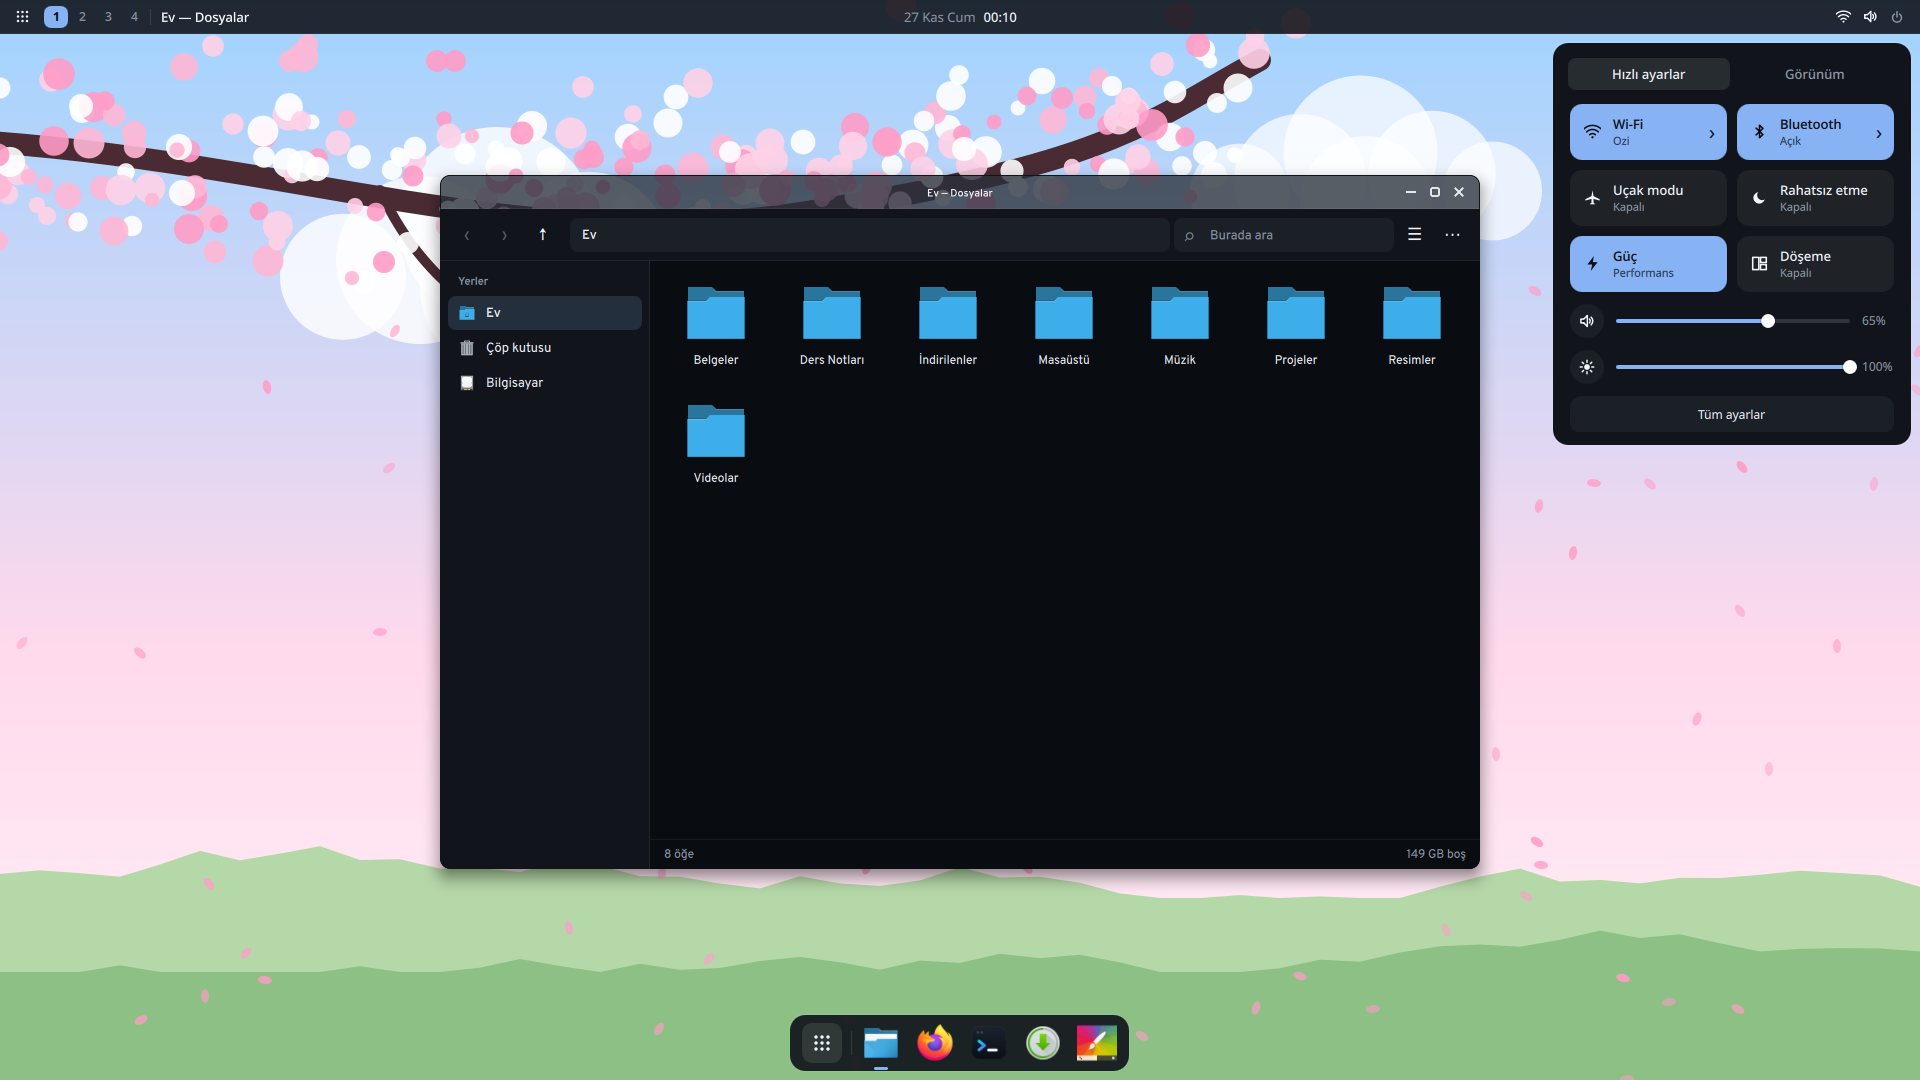 1 2 3 4 Ev — Dosyalar
27 Kas Cum 00:10
Ev — Dosyalar
Ev
Burada ara
Yerler
Ev
Çöp kutusu
Bilgisayar
Belgeler
Ders Notları
İndirilenler
Masaüstü
Müzik
Projeler
Resimler
Videolar
8 öğe
149 GB boş
Hızlı ayarlar
Görünüm
Wi-Fi
Ozi
Bluetooth
Açık
Uçak modu
Kapalı
Rahatsız etme
Kapalı
Güç
Performans
Döşeme
Kapalı
65%
100%
Tüm ayarlar